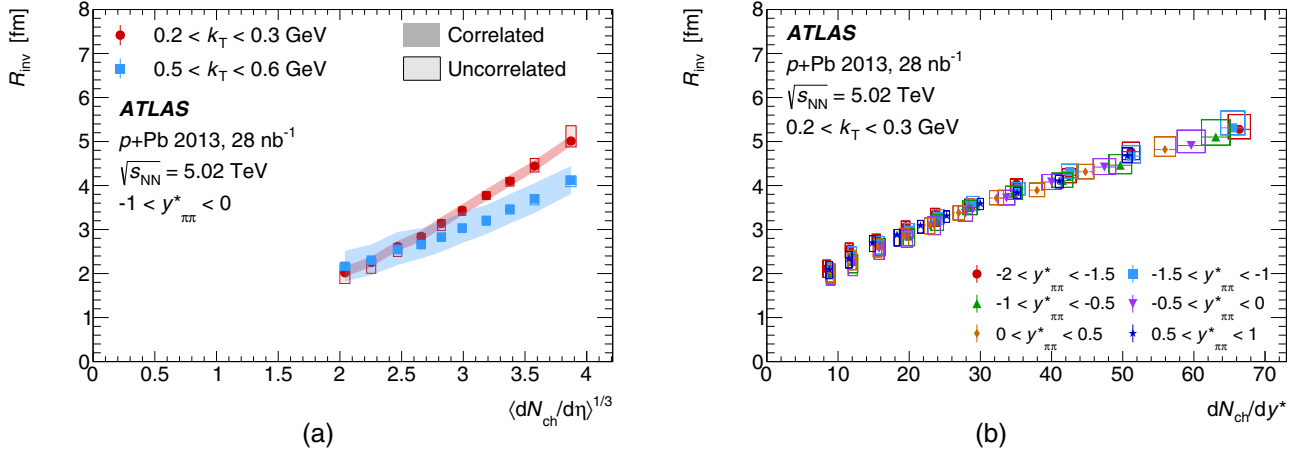 R_inv [fm]
8
7
6
5
4
3
2
1
0
0.2 < k_T < 0.3 GeV
0.5 < k_T < 0.6 GeV
Correlated
Uncorrelated
ATLAS
p+Pb 2013, 28 nb⁻¹
√s_NN = 5.02 TeV
-1 < y*_ππ < 0
0 0.5 1 1.5 2 2.5 3 3.5 4
⟨dN_ch/dη⟩^1/3
(a)
R_inv [fm]
8
7
6
5
4
3
2
1
0
ATLAS
p+Pb 2013, 28 nb⁻¹
√s_NN = 5.02 TeV
0.2 < k_T < 0.3 GeV
-2 < y*_ππ < -1.5 -1.5 < y*_ππ < -1
-1 < y*_ππ < -0.5 -0.5 < y*_ππ < 0
0 < y*_ππ < 0.5 0.5 < y*_ππ < 1
0 10 20 30 40 50 60 70
dN_ch/dy*
(b)